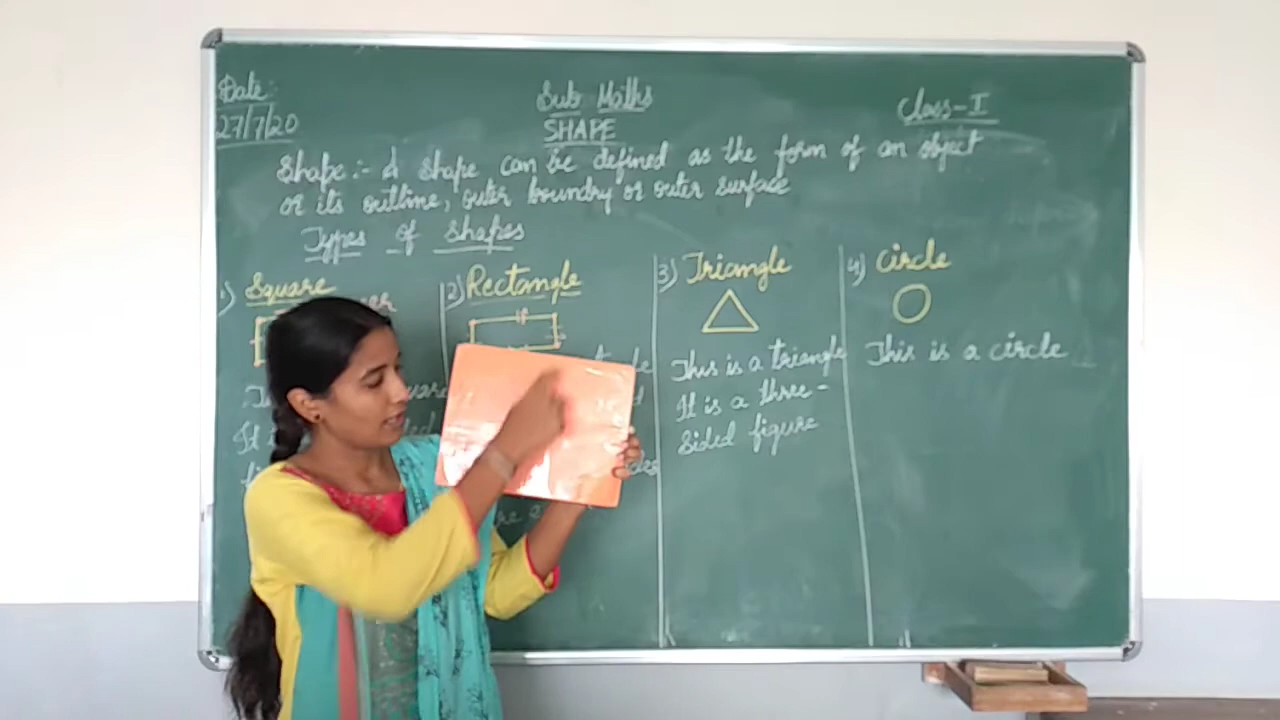 Date:
27/7/20
Sub Maths
SHAPE
Class-I
Shape:- A shape can be defined as the form of an object
or its outline, outer boundry or outer surface
Types of shapes
1) Square
2) Rectangle
3) Triangle
This is a triangle
It is a three-
sided figure
4) Circle
This is a circle